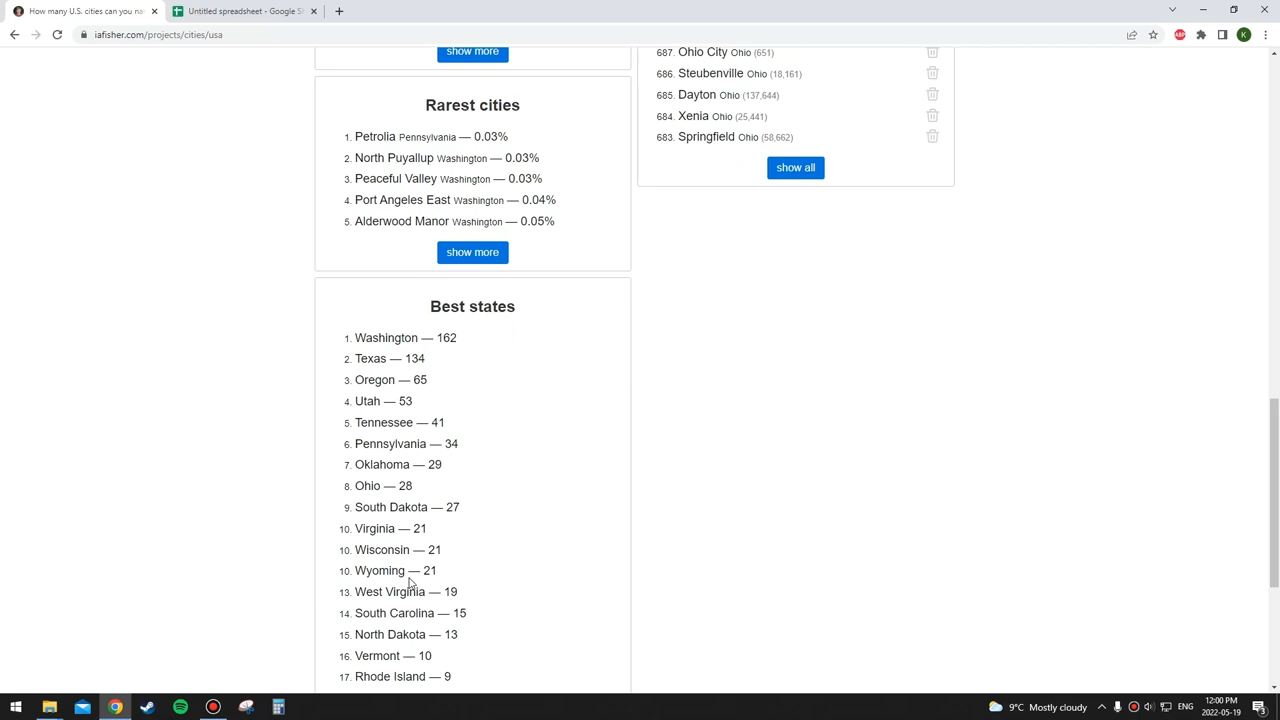 How many U.S. cities can you na
Untitled spreadsheet - Google S
iafisher.com/projects/cities/usa
ABP
K
show more
Rarest cities
1. Petrolia Pennsylvania — 0.03%
2. North Puyallup Washington — 0.03%
3. Peaceful Valley Washington — 0.03%
4. Port Angeles East Washington — 0.04%
5. Alderwood Manor Washington — 0.05%
show more
Best states
1. Washington — 162
2. Texas — 134
3. Oregon — 65
4. Utah — 53
5. Tennessee — 41
6. Pennsylvania — 34
7. Oklahoma — 29
8. Ohio — 28
9. South Dakota — 27
10. Virginia — 21
10. Wisconsin — 21
10. Wyoming — 21
13. West Virginia — 19
14. South Carolina — 15
15. North Dakota — 13
16. Vermont — 10
17. Rhode Island — 9
687. Ohio City Ohio (651)
686. Steubenville Ohio (18,161)
685. Dayton Ohio (137,644)
684. Xenia Ohio (25,441)
683. Springfield Ohio (58,662)
show all
9°C Mostly cloudy
ENG
12:00 PM
2022-05-19
3